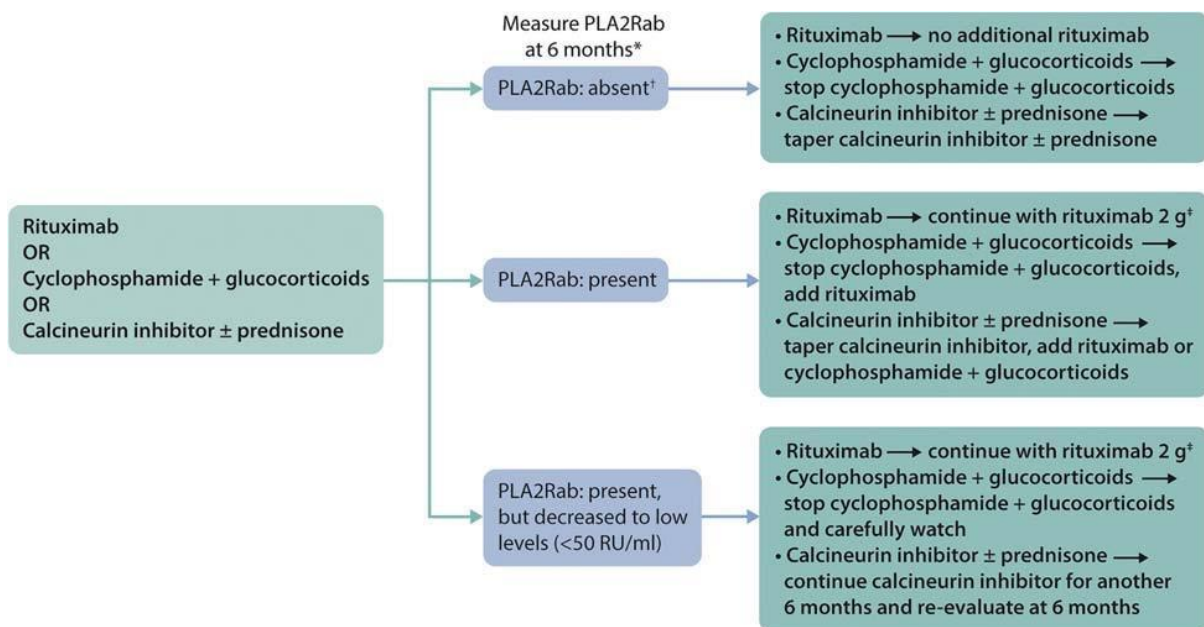 Measure PLA2Rab
at 6 months*
Rituximab
OR
Cyclophosphamide + glucocorticoids
OR
Calcineurin inhibitor ± prednisone
PLA2Rab: absent†
• Rituximab → no additional rituximab
• Cyclophosphamide + glucocorticoids →
stop cyclophosphamide + glucocorticoids
• Calcineurin inhibitor ± prednisone →
taper calcineurin inhibitor ± prednisone
PLA2Rab: present
• Rituximab → continue with rituximab 2 g‡
• Cyclophosphamide + glucocorticoids →
stop cyclophosphamide + glucocorticoids,
add rituximab
• Calcineurin inhibitor ± prednisone →
taper calcineurin inhibitor, add rituximab or
cyclophosphamide + glucocorticoids
PLA2Rab: present,
but decreased to low
levels (<50 RU/ml)
• Rituximab → continue with rituximab 2 g‡
• Cyclophosphamide + glucocorticoids →
stop cyclophosphamide + glucocorticoids
and carefully watch
• Calcineurin inhibitor ± prednisone →
continue calcineurin inhibitor for another
6 months and re-evaluate at 6 months